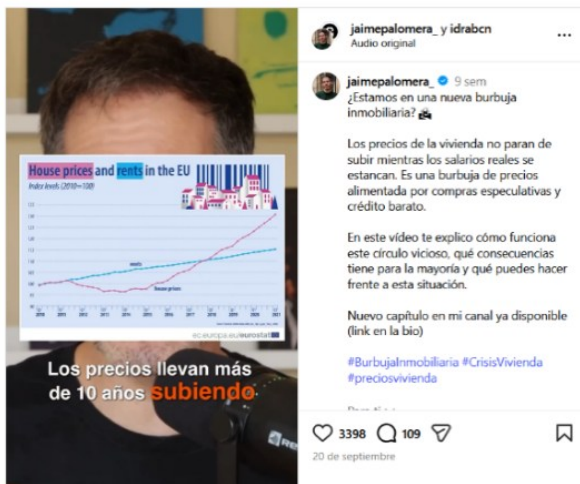 jaimepalomera_ y idrabcn
Audio original
jaimepalomera_ 9 sem
¿Estamos en una nueva burbuja
inmobiliaria?
Los precios de la vivienda no paran de
subir mientras los salarios reales se
estancan. Es una burbuja de precios
alimentada por compras especulativas y
crédito barato.
En este vídeo te explico cómo funciona
este círculo vicioso, qué consecuencias
tiene para la mayoría y qué puedes hacer
frente a esta situación.
Nuevo capítulo en mi canal ya disponible
(link en la bio)
#BurbujaInmobiliaria #CrisisVivienda
#preciosvivienda
3398 109
20 de septiembre
House prices and rents in the EU
Index levels (2010=100)
rents
house prices
ec.europa.eu/eurostat
Los precios llevan más
de 10 años subiendo